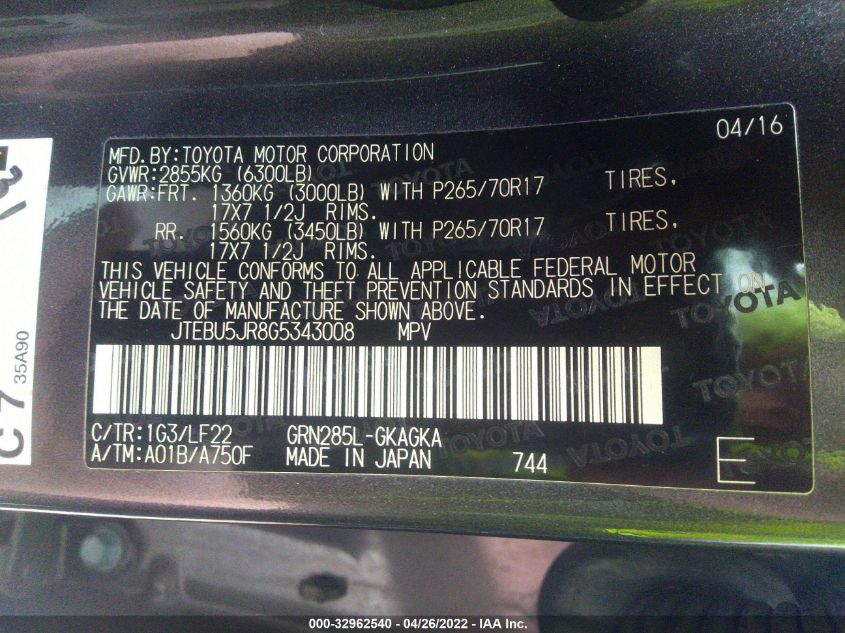 04/16
MFD.BY:TOYOTA MOTOR CORPORATION
GVWR:2855KG (6300LB)
GAWR:FRT. 1360KG (3000LB) WITH P265/70R17 TIRES,
17X7 1/2J RIMS.
RR. 1560KG (3450LB) WITH P265/70R17 TIRES,
17X7 1/2J RIMS.
THIS VEHICLE CONFORMS TO ALL APPLICABLE FEDERAL MOTOR
VEHICLE SAFETY AND THEFT PREVENTION STANDARDS IN EFFECT ON
THE DATE OF MANUFACTURE SHOWN ABOVE.
JTEBU5JR8G5343008 MPV
C/TR:1G3/LF22 GRN285L-GKAGKA
A/TM:A01B/A750F MADE IN JAPAN 744 E
TOYOTA
TOYOTA
C7
35A90
000-32962540 - 04/26/2022 - IAA Inc.